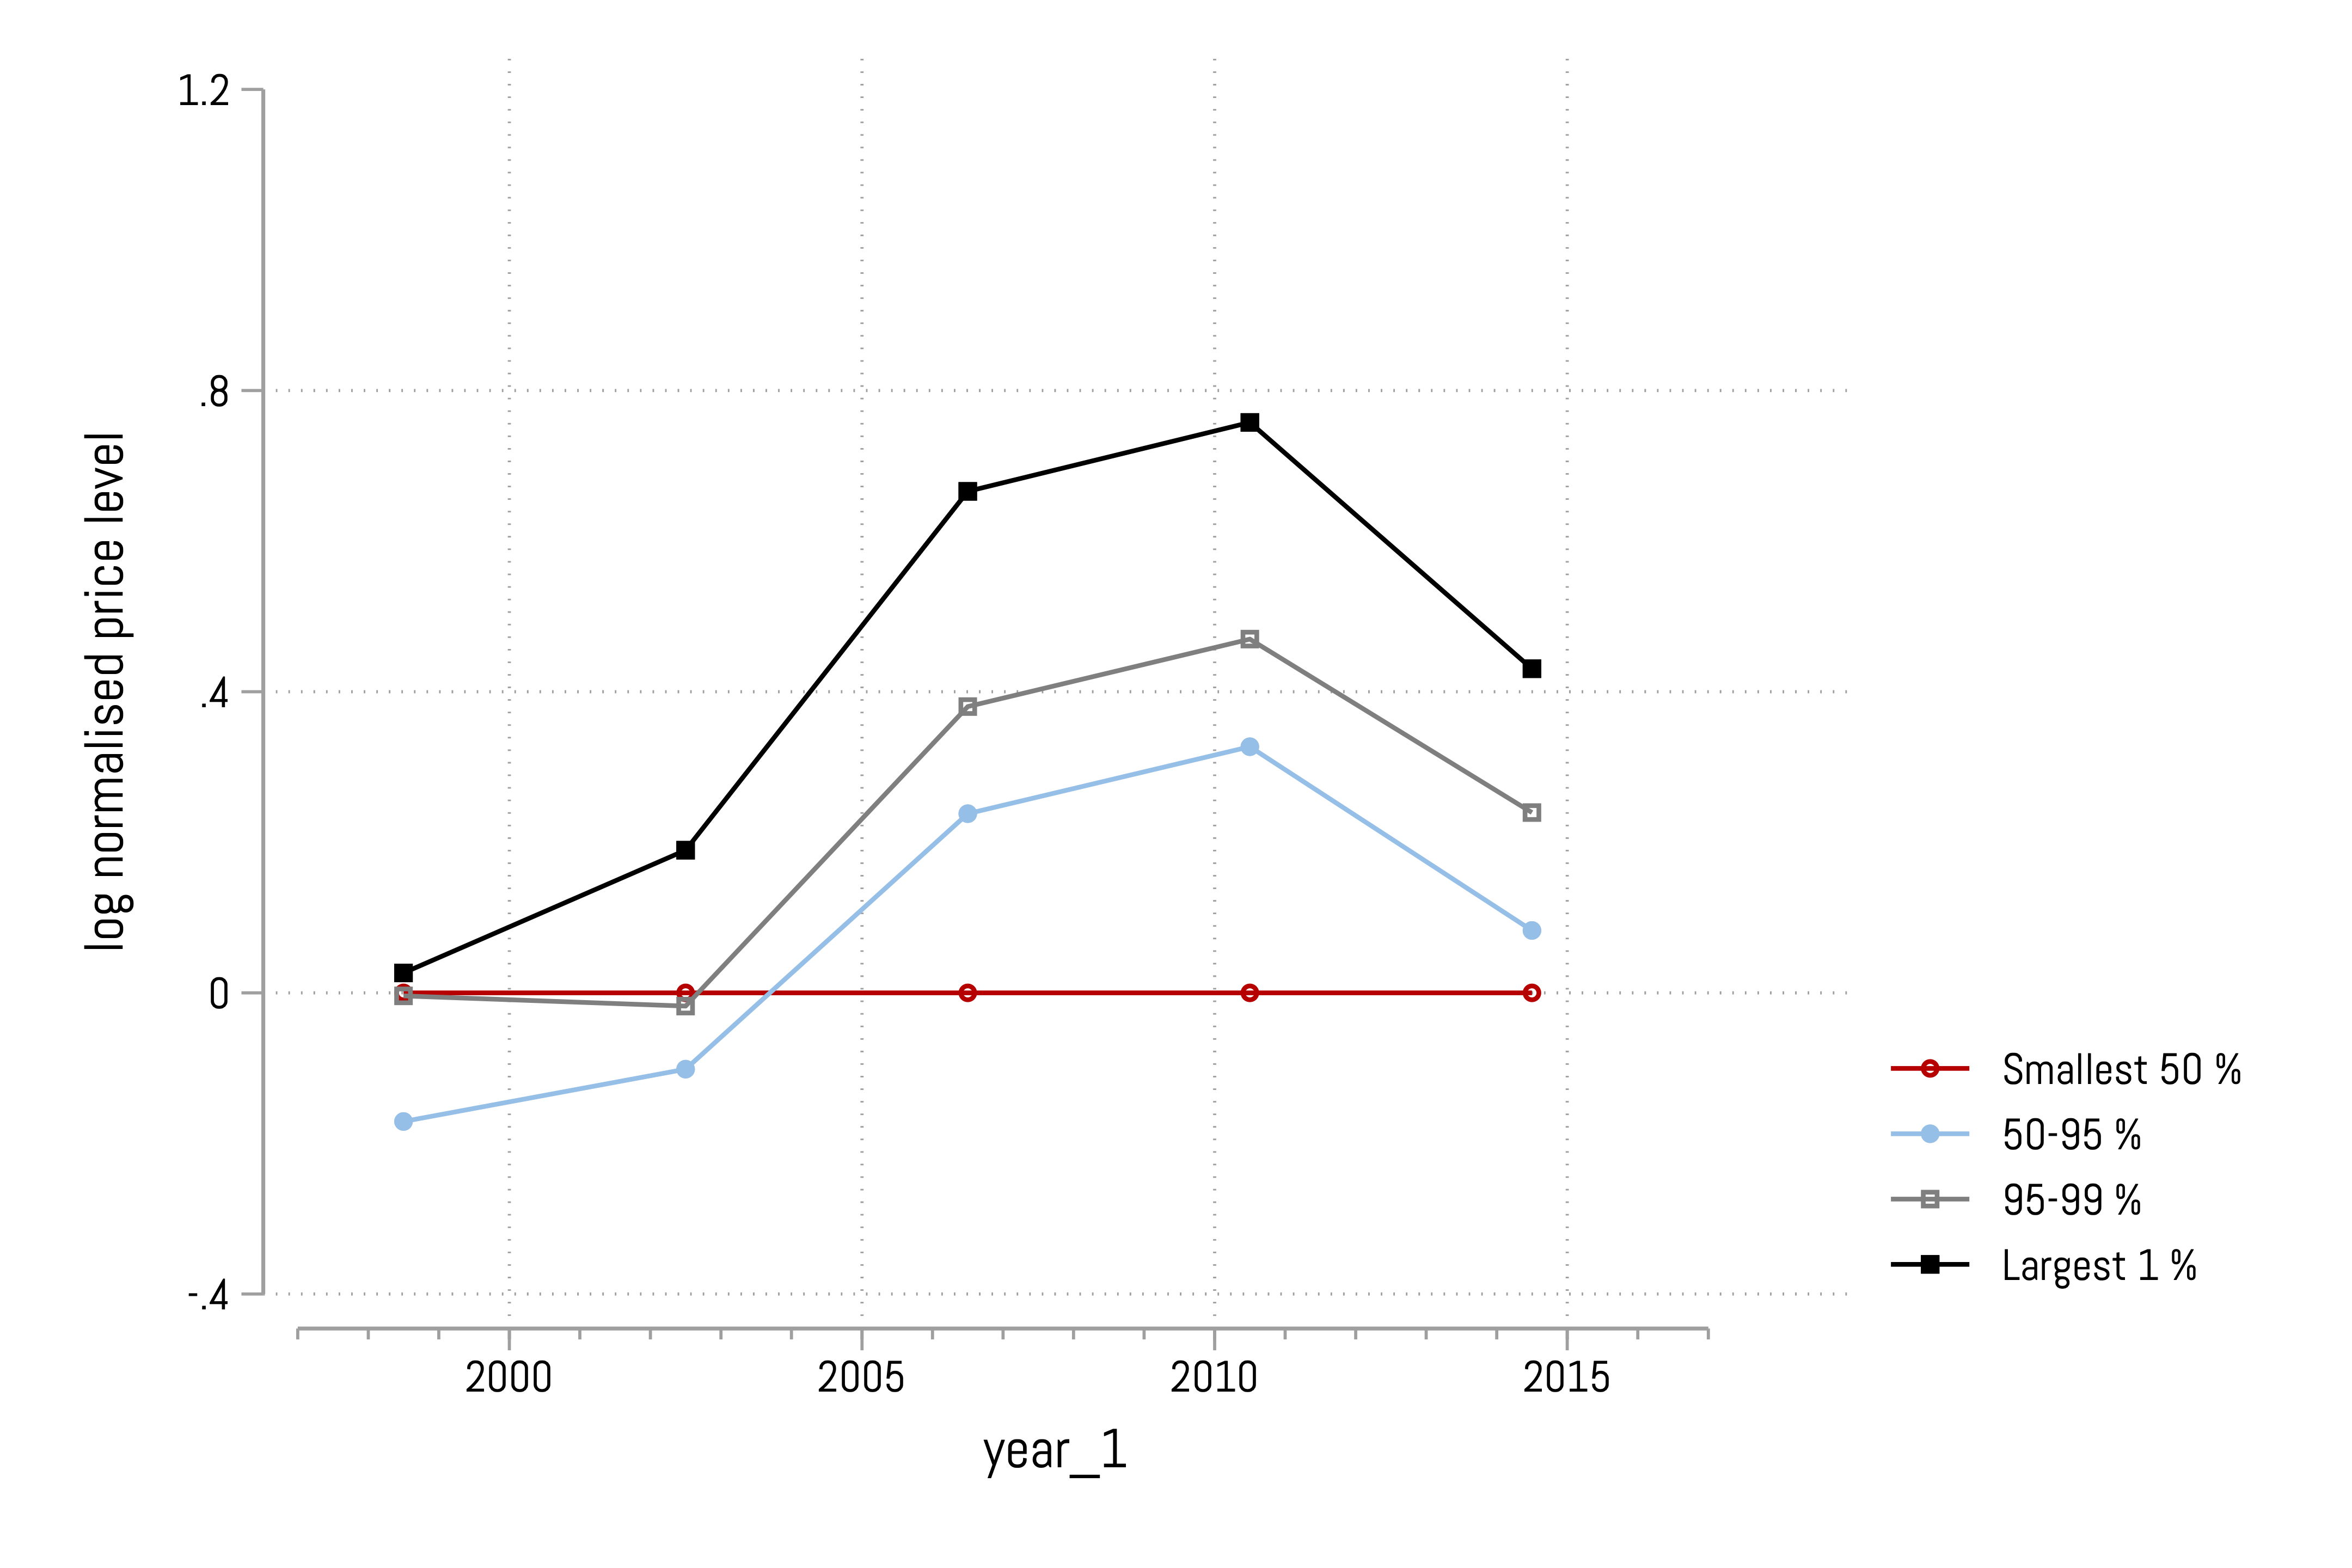 1.2
.8
.4
0
-.4
log normalised price level
2000 2005 2010 2015
year_1
Smallest 50 %
50-95 %
95-99 %
Largest 1 %